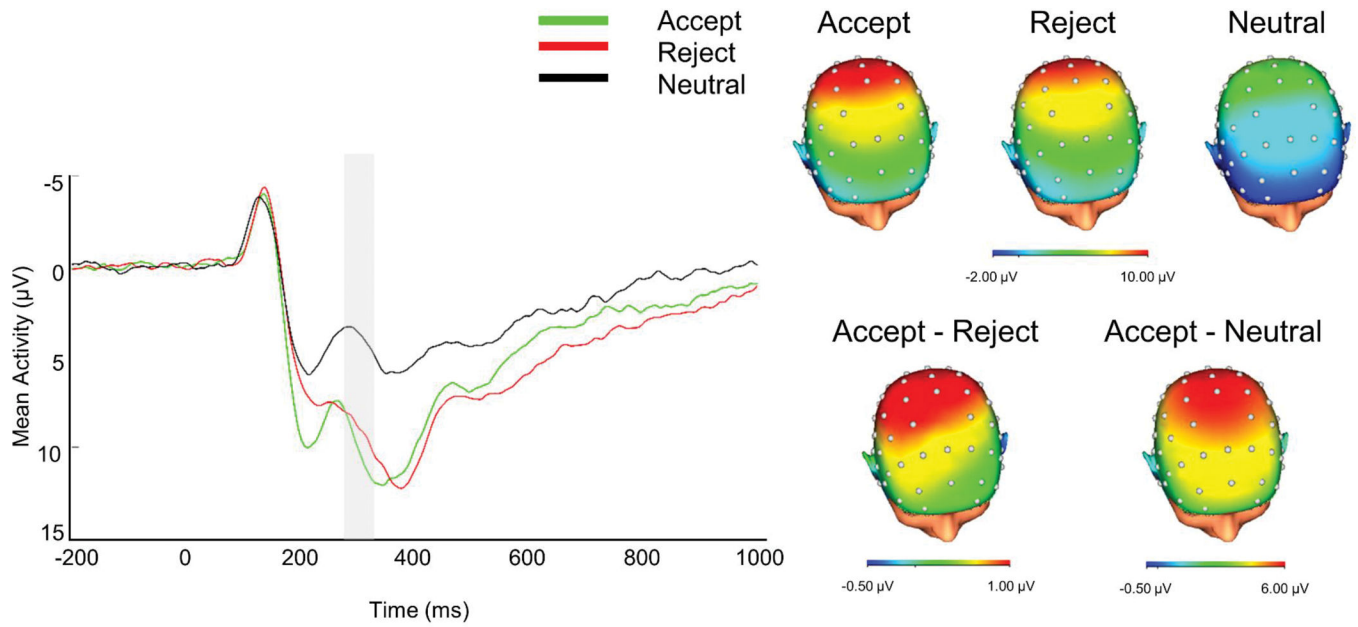 Accept
Reject
Neutral
-5
0
5
10
15
Mean Activity (µV)
-200
0
200
400
600
800
1000
Time (ms)
Accept
Reject
Neutral
-2.00 µV
10.00 µV
Accept - Reject
Accept - Neutral
-0.50 µV
1.00 µV
-0.50 µV
6.00 µV